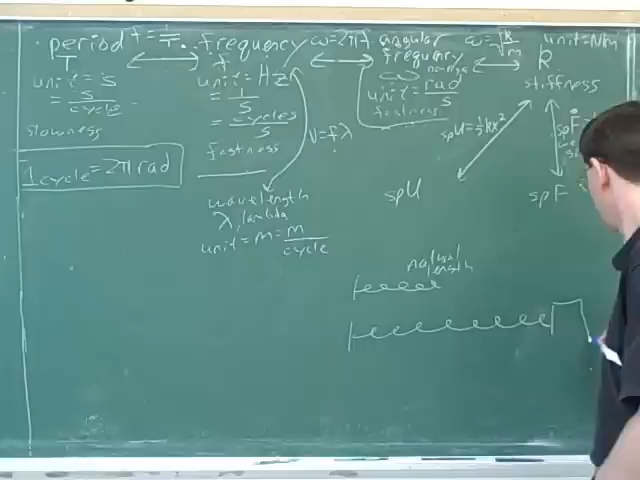 period
T
unit = s
= s/cycle
slowness
1 cycle = 2π rad
f = 1/T
frequency
f
unit = Hz
= 1/s
= cycles/s
fastness
v = fλ
wavelength
λ, lambda
unit = m = m/cycle
ω = 2πf
angular
frequency
ω
unit = rad/s
fastness
ω = √k/√m
unit = N/m
k
stiffness
spU = ½kx²
spU
spF
natural
length